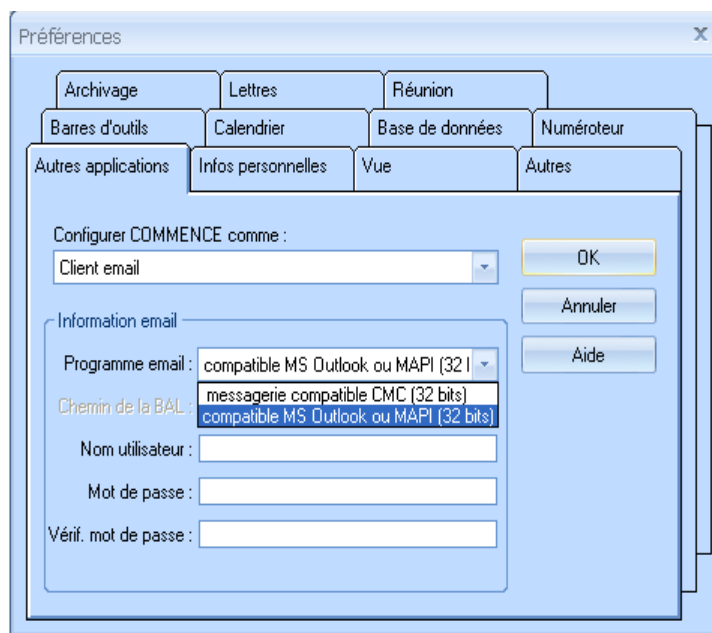 Préférences
x
Archivage Lettres Réunion
Barres d'outils Calendrier Base de données Numéroteur
Autres applications Infos personnelles Vue Autres
Configurer COMMENCE comme :
Client email
OK
Annuler
Information email
Programme email : compatible MS Outlook ou MAPI (32 l
Aide
messagerie compatible CMC (32 bits)
Chemin de la BAL :
compatible MS Outlook ou MAPI (32 bits)
Nom utilisateur :
Mot de passe :
Vérif. mot de passe :